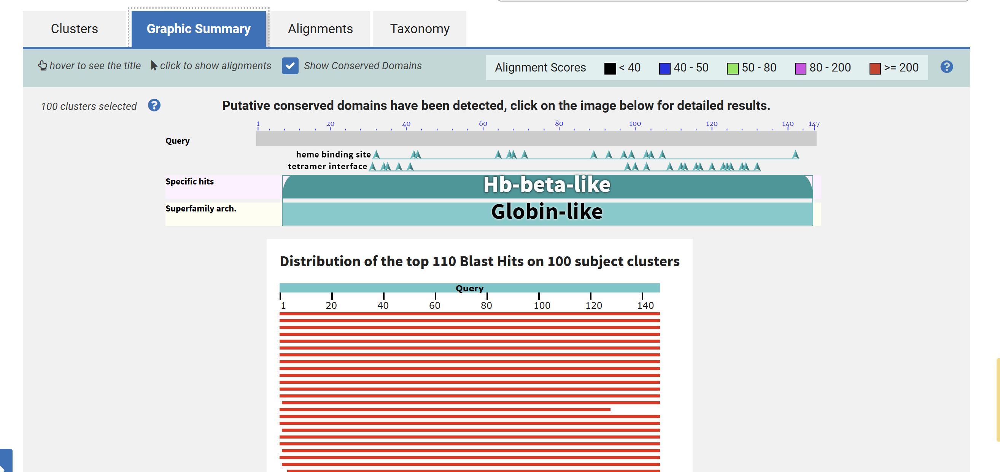 Clusters Graphic Summary Alignments Taxonomy
hover to see the title click to show alignments Show Conserved Domains Alignment Scores < 40 40 - 50 50 - 80 80 - 200 >= 200 ?
100 clusters selected ? Putative conserved domains have been detected, click on the image below for detailed results.
1 20 40 60 80 100 120 140 147
Query
heme binding site
tetramer interface
Specific hits Hb-beta-like
Superfamily arch. Globin-like
Distribution of the top 110 Blast Hits on 100 subject clusters
Query
1 20 40 60 80 100 120 140